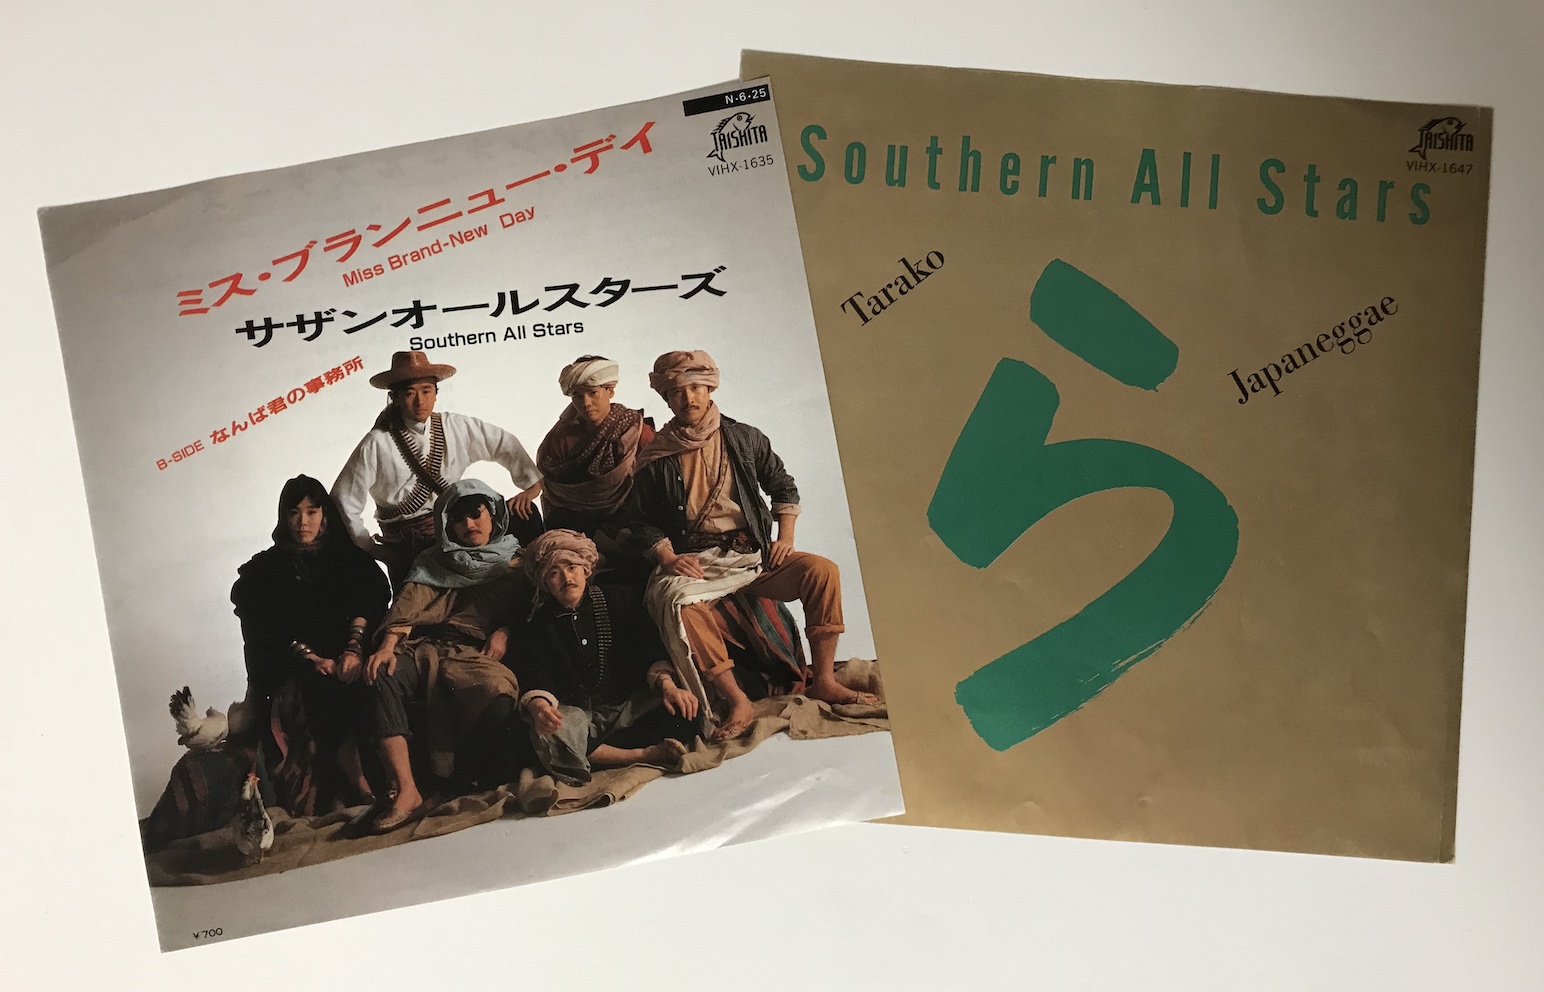 N・6・25
TAISHITA
VIHX-1635
ミス・ブランニュー・デイ
Miss Brand-New Day
サザンオールスターズ
Southern All Stars
B-SIDE なんば君の事務所
¥700
TAISHITA
VIHX-1647
Southern All Stars
Tarako
Japaneggae
ら